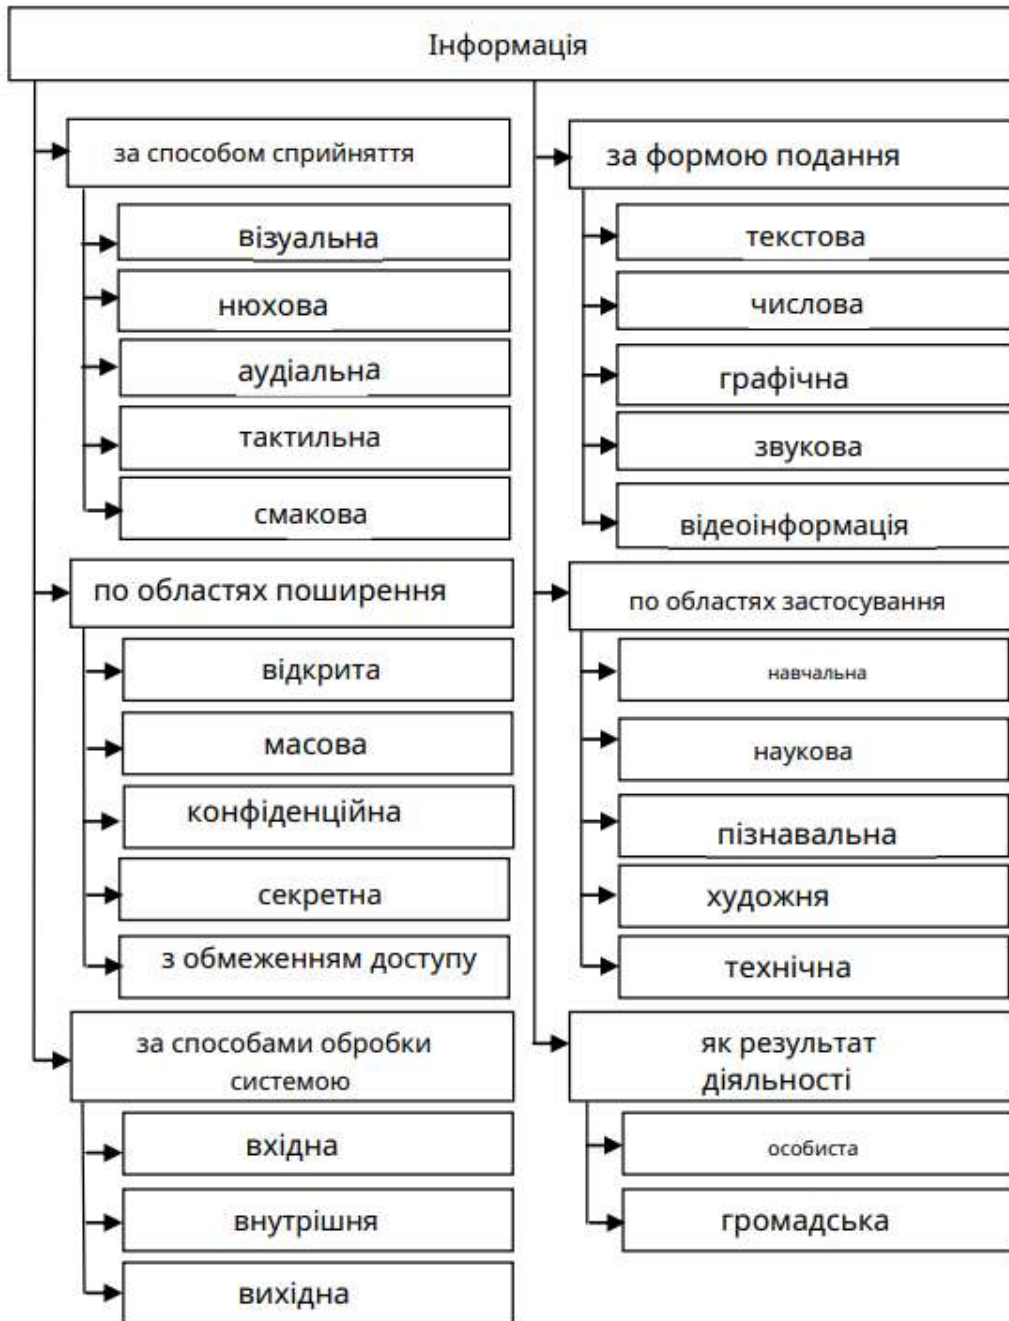 Інформація
за способом сприйняття
візуальна
нюхова
аудіальна
тактильна
смакова
по областях поширення
відкрита
масова
конфіденційна
секретна
з обмеженням доступу
за способами обробки
системою
вхідна
внутрішня
вихідна
за формою подання
текстова
числова
графічна
звукова
відеоінформація
по областях застосування
навчальна
наукова
пізнавальна
художня
технічна
як результат
діяльності
особиста
громадська